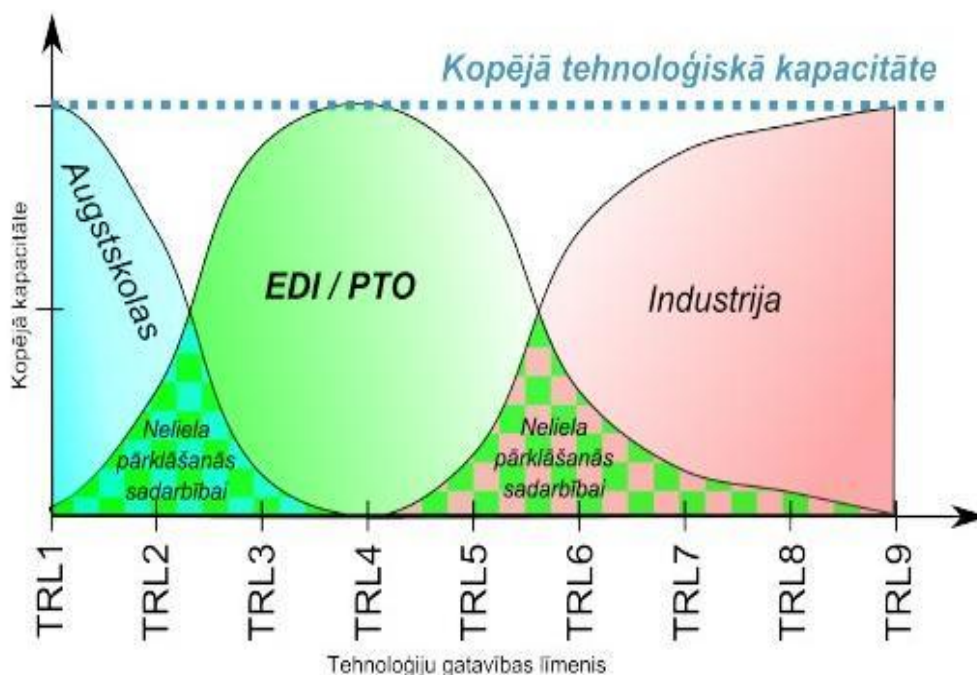 Kopējā tehnoloģiskā kapacitāte
Kopējā kapacitāte
Augstskolas
EDI / PTO
Industrija
Neliela
pārklāšanās
sadarbībai
Neliela
pārklāšanās
sadarbībai
TRL1
TRL2
TRL3
TRL4
TRL5
TRL6
TRL7
TRL8
TRL9
Tehnoloģiju gatavības līmenis